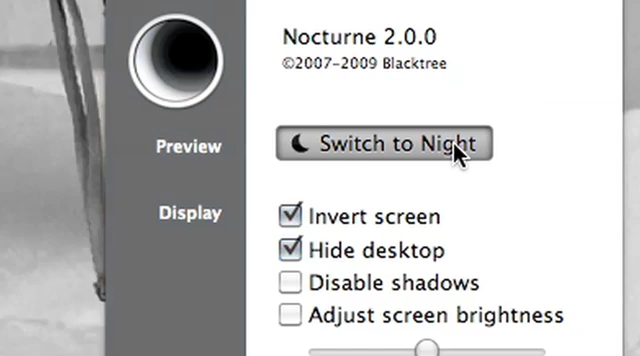 Nocturne 2.0.0
©2007-2009 Blacktree
Preview
Switch to Night
Display
Invert screen
Hide desktop
Disable shadows
Adjust screen brightness